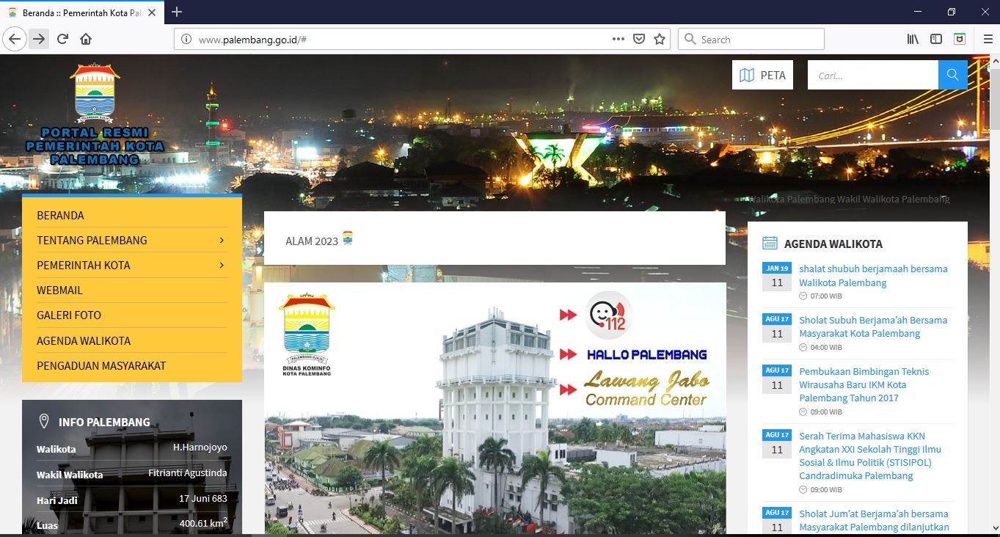 Beranda :: Pemerintah Kota Pal
www.palembang.go.id/#
Search
PORTAL RESMI
PEMERINTAH KOTA
PALEMBANG
PETA
Cari...
BERANDA
TENTANG PALEMBANG
PEMERINTAH KOTA
WEBMAIL
GALERI FOTO
AGENDA WALIKOTA
PENGADUAN MASYARAKAT
INFO PALEMBANG
Walikota H.Harnojoyo
Wakil Walikota Fitrianti Agustinda
Hari Jadi 17 Juni 683
Luas 400.61 km2
ALAM 2023
PALEMBANG DJAJA
DINAS KOMINFO
KOTA PALEMBANG
112
HALLO PALEMBANG
Lawang Jabo
Command Center
Walikota Palembang Wakil Walikota Palembang
AGENDA WALIKOTA
JAN 19
11
shalat shubuh berjamaah bersama
Walikota Palembang
07:00 WIB
AGU 17
11
Sholat Subuh Berjama’ah Bersama
Masyarakat Kota Palembang
04:00 WIB
AGU 17
11
Pembukaan Bimbingan Teknis
Wirausaha Baru IKM Kota
Palembang Tahun 2017
09:00 WIB
AGU 17
11
Serah Terima Mahasiswa KKN
Angkatan XXI Sekolah Tinggi Ilmu
Sosial & Ilmu Politik (STISIPOL)
Candradimuka Palembang
09:00 WIB
AGU 17
11
Sholat Jum’at Berjama’ah bersama
Masyarakat Palembang dilanjutkan